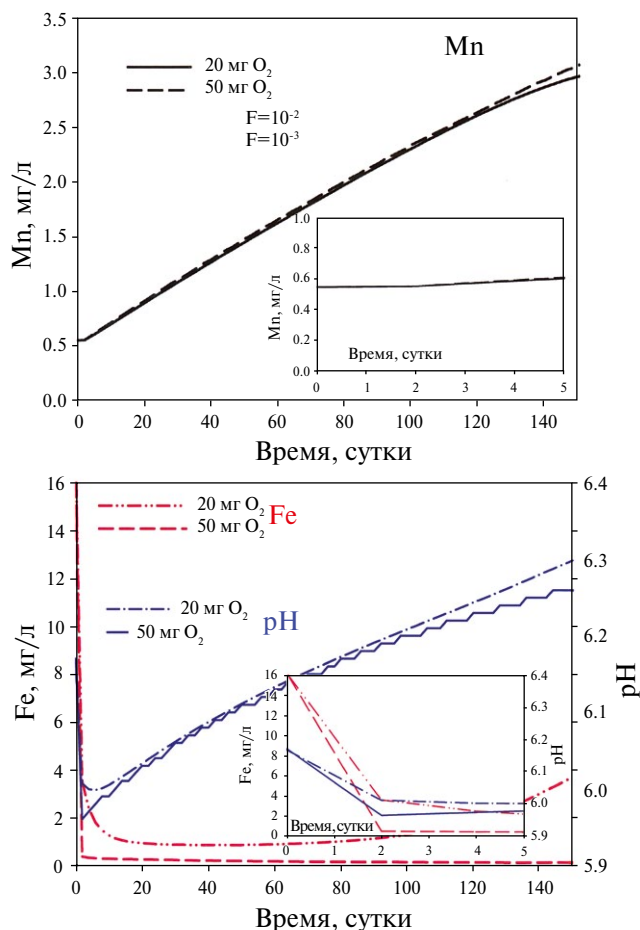 Mn
20 мг O₂
50 мг O₂
F=10⁻²
F=10⁻³
Mn, мг/л
3.5
3.0
2.5
2.0
1.5
1.0
0.5
0.0
0 20 40 60 80 100 120 140
Время, сутки
Mn, мг/л
1.0
0.8
0.6
0.4
0.2
0.0
Время, сутки
0 1 2 3 4 5
20 мг O₂
50 мг O₂
Fe
20 мг O₂
50 мг O₂
pH
Fe, мг/л
16
14
12
10
8
6
4
2
0
6.4
6.3
6.2
6.1
6.0
5.9
pH
0 20 40 60 80 100 120 140
Время, сутки
Fe, мг/л
16
14
12
10
8
6
4
2
0
6.4
6.3
6.2
6.1
6.0
5.9
pH
Время, сутки
0 1 2 3 4 5